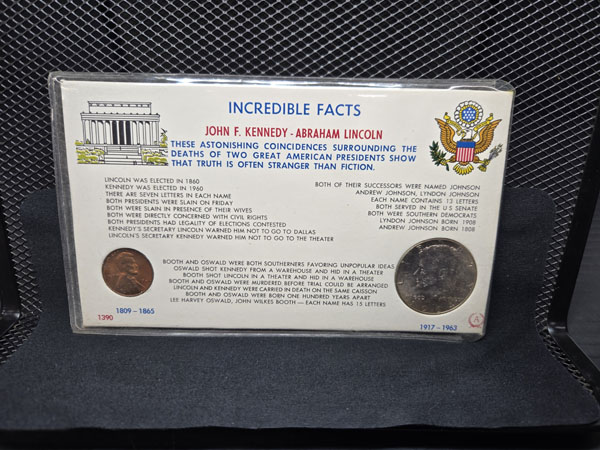 INCREDIBLE FACTS
JOHN F. KENNEDY - ABRAHAM LINCOLN
THESE ASTONISHING COINCIDENCES SURROUNDING THE
DEATHS OF TWO GREAT AMERICAN PRESIDENTS SHOW
THAT TRUTH IS OFTEN STRANGER THAN FICTION.
LINCOLN WAS ELECTED IN 1860
KENNEDY WAS ELECTED IN 1960
THERE ARE SEVEN LETTERS IN EACH NAME
BOTH PRESIDENTS WERE SLAIN ON FRIDAY
BOTH WERE SLAIN IN PRESENCE OF THEIR WIVES
BOTH WERE DIRECTLY CONCERNED WITH CIVIL RIGHTS
BOTH PRESIDENTS HAD LEGALITY OF ELECTIONS CONTESTED
KENNEDY'S SECRETARY LINCOLN WARNED HIM NOT TO GO TO DALLAS
LINCOLN'S SECRETARY KENNEDY WARNED HIM NOT TO GO TO THE THEATER
BOTH OF THEIR SUCCESSORS WERE NAMED JOHNSON
ANDREW JOHNSON, LYNDON JOHNSON
EACH NAME CONTAINS 13 LETTERS
BOTH SERVED IN THE U S SENATE
BOTH WERE SOUTHERN DEMOCRATS
LYNDON JOHNSON BORN 1908
ANDREW JOHNSON BORN 1808
BOOTH AND OSWALD WERE BOTH SOUTHERNERS FAVORING UNPOPULAR IDEAS
OSWALD SHOT KENNEDY FROM A WAREHOUSE AND HID IN A THEATER
BOOTH SHOT LINCOLN IN A THEATER AND HID IN A WAREHOUSE
BOOTH AND OSWALD WERE MURDERED BEFORE TRIAL COULD BE ARRANGED
LINCOLN AND KENNEDY WERE CARRIED IN DEATH ON THE SAME CAISSON
BOOTH AND OSWALD WERE BORN ONE HUNDRED YEARS APART
LEE HARVEY OSWALD, JOHN WILKES BOOTH — EACH NAME HAS 15 LETTERS
1809 - 1865
1390
1917 - 1963